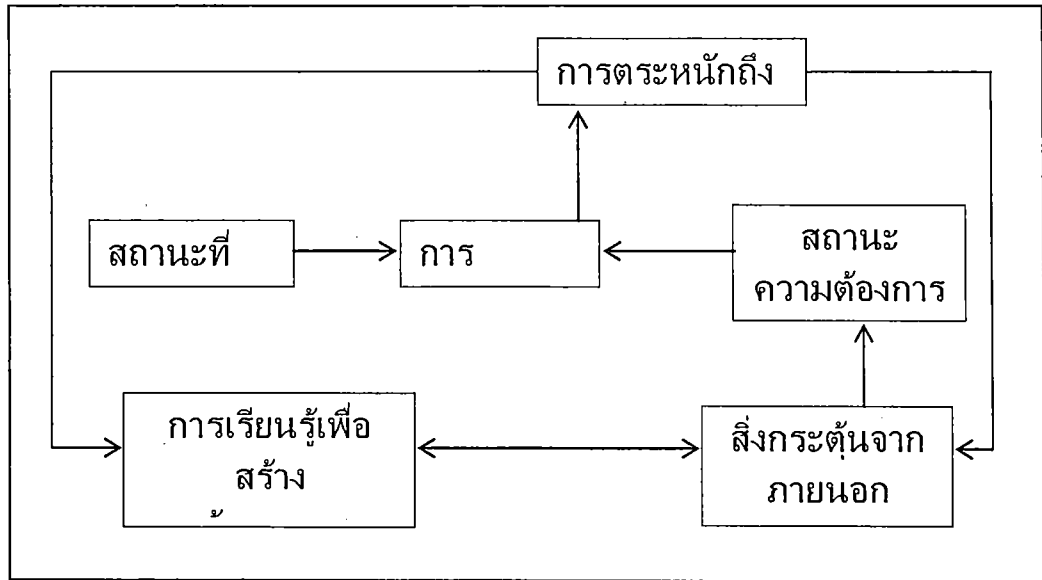 การตระหนักถึง
สถานะที่
การ
สถานะ
ความต้องการ
การเรียนรู้เพื่อ
สร้าง
สิ่งกระตุ้นจาก
ภายนอก